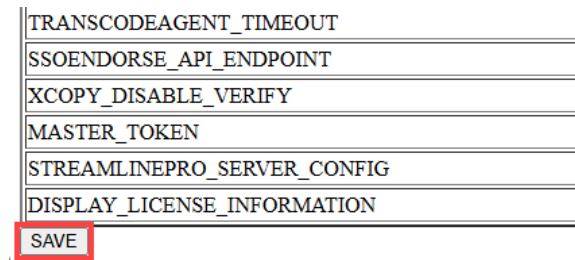 TRANSCODEAGENT_TIMEOUT
SSOENDORSE_API_ENDPOINT
XCOPY_DISABLE_VERIFY
MASTER_TOKEN
STREAMLINEPRO_SERVER_CONFIG
DISPLAY_LICENSE_INFORMATION
SAVE